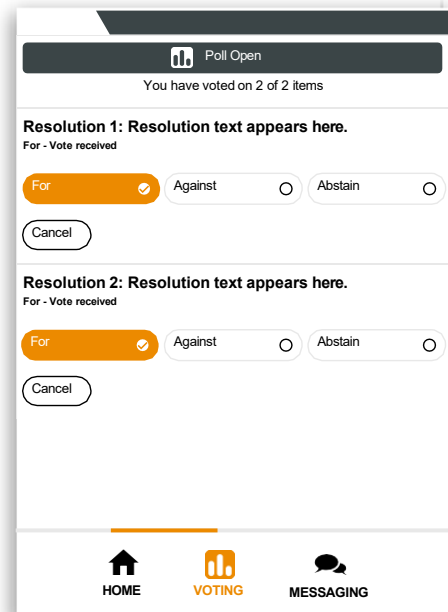 Poll Open
You have voted on 2 of 2 items
Resolution 1: Resolution text appears here.
For - Vote received
For Against Abstain
Cancel
Resolution 2: Resolution text appears here.
For - Vote received
For Against Abstain
Cancel
HOME VOTING MESSAGING